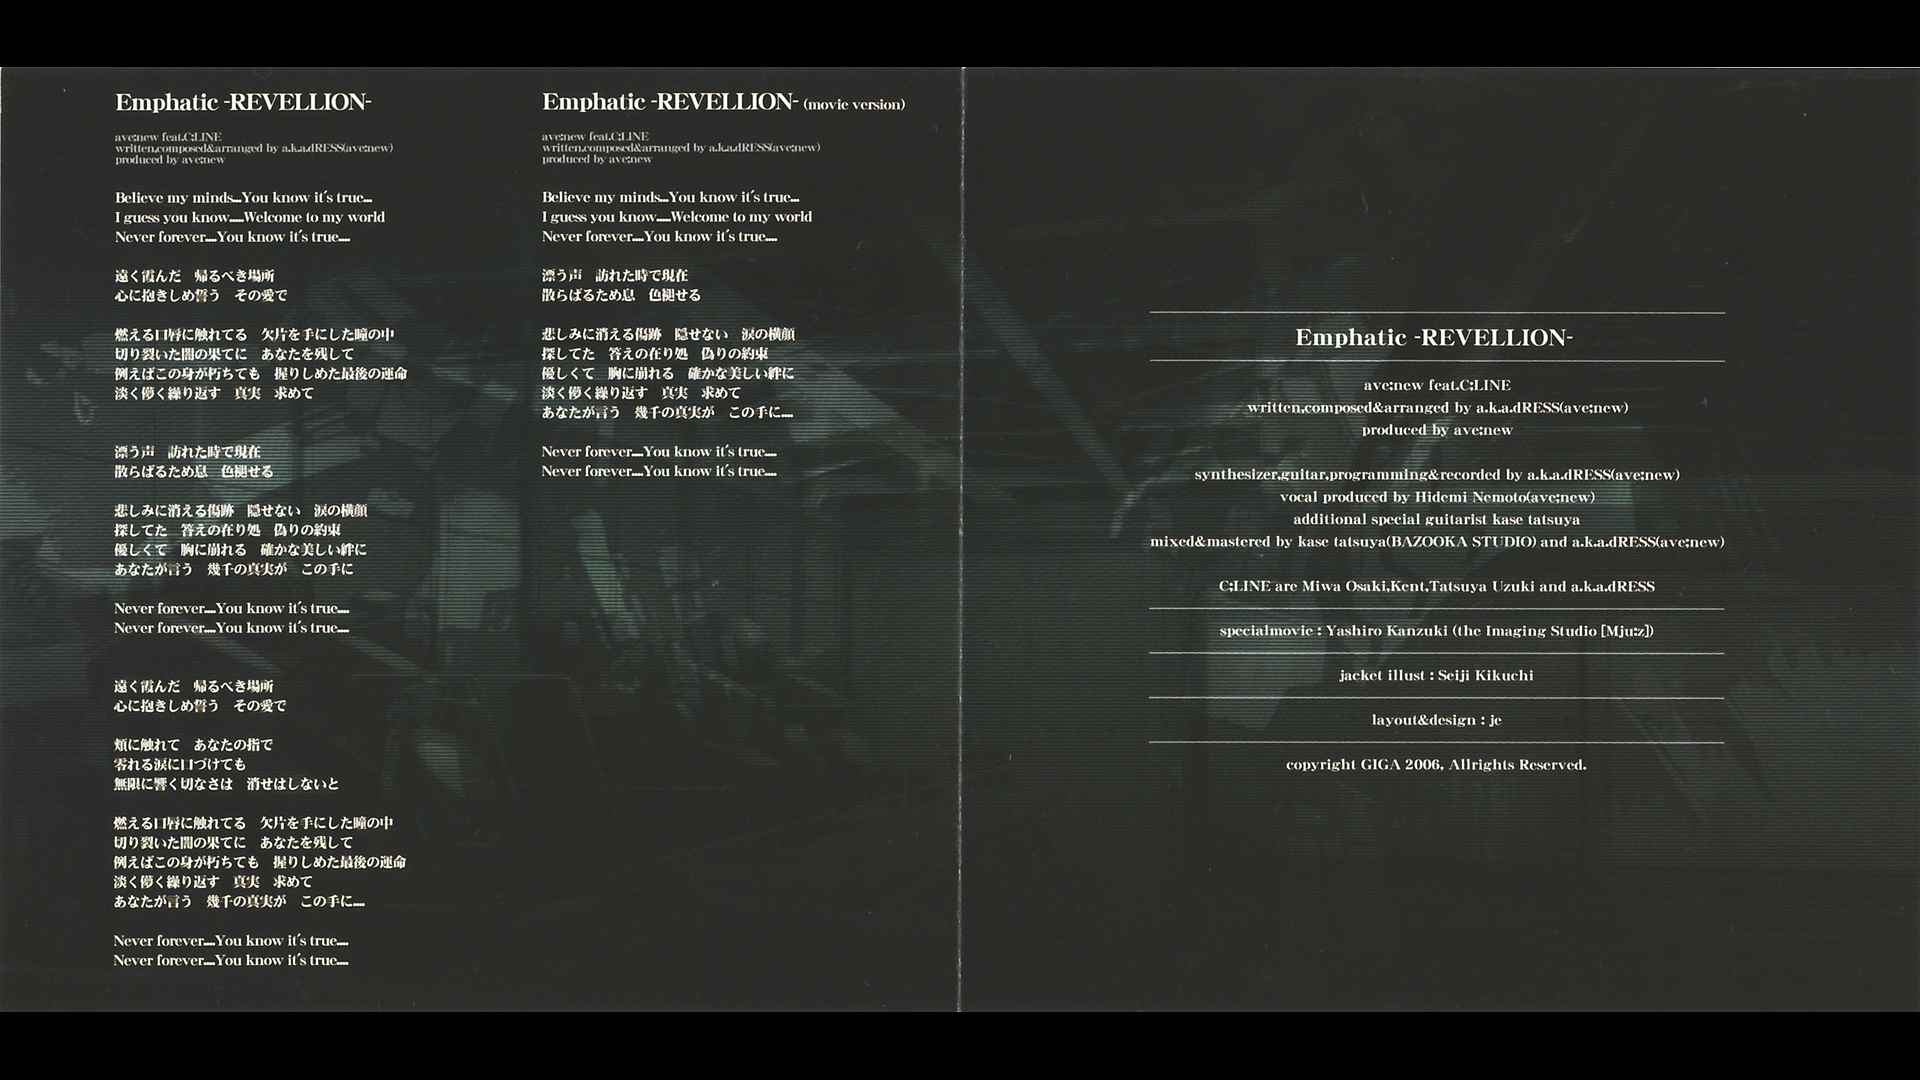 Emphatic -REVELLION-
ave;new feat.C;LINE
written,composed&arranged by a.k.a.dRESS(ave;new)
produced by ave;new
Believe my minds....You know it's true....
I guess you know.....Welcome to my world
Never forever....You know it's true....
遠く霞んだ　帰るべき場所
心に抱きしめ誓う　その愛で
燃える口唇に触れてる　欠片を手にした瞳の中
切り裂いた闇の果てに　あなたを残して
例えばこの身が朽ちても　握りしめた最後の運命
淡く儚く繰り返す　真実　求めて
漂う声　訪れた時で現在
散らばるため息　色褪せる
悲しみに消える傷跡　隠せない　涙の横顔
探してた　答えの在り処　偽りの約束
優しくて　胸に崩れる　確かな美しい絆に
あなたが言う　幾千の真実が　この手に
Never forever....You know it's true....
Never forever....You know it's true....
遠く霞んだ　帰るべき場所
心に抱きしめ誓う　その愛で
頬に触れて　あなたの指で
零れる涙に口づけても
無限に響く切なさは　消せはしないと
燃える口唇に触れてる　欠片を手にした瞳の中
切り裂いた闇の果てに　あなたを残して
例えばこの身が朽ちても　握りしめた最後の運命
淡く儚く繰り返す　真実　求めて
あなたが言う　幾千の真実が　この手に....
Never forever....You know it's true....
Never forever....You know it's true....
Emphatic -REVELLION- (movie version)
ave;new feat.C;LINE
written,composed&arranged by a.k.a.dRESS(ave;new)
produced by ave;new
Believe my minds....You know it's true....
I guess you know.....Welcome to my world
Never forever....You know it's true....
漂う声　訪れた時で現在
散らばるため息　色褪せる
悲しみに消える傷跡　隠せない　涙の横顔
探してた　答えの在り処　偽りの約束
優しくて　胸に崩れる　確かな美しい絆に
淡く儚く繰り返す　真実　求めて
あなたが言う　幾千の真実が　この手に....
Never forever....You know it's true....
Never forever....You know it's true....
Emphatic -REVELLION-
ave;new feat.C;LINE
written,composed&arranged by a.k.a.dRESS(ave;new)
produced by ave;new
synthesizer,guitar,programming&recorded by a.k.a.dRESS(ave;new)
vocal produced by Hidemi Nemoto(ave;new)
additional special guitarist kase tatsuya
mixed&mastered by kase tatsuya(BAZOOKA STUDIO) and a.k.a.dRESS(ave;new)
C;LINE are Miwa Osaki,Kent,Tatsuya Uzuki and a.k.a.dRESS
specialmovie : Yashiro Kanzuki (the Imaging Studio [Mju:z])
jacket illust : Seiji Kikuchi
layout&design : je
copyright GIGA 2006, Allrights Reserved.